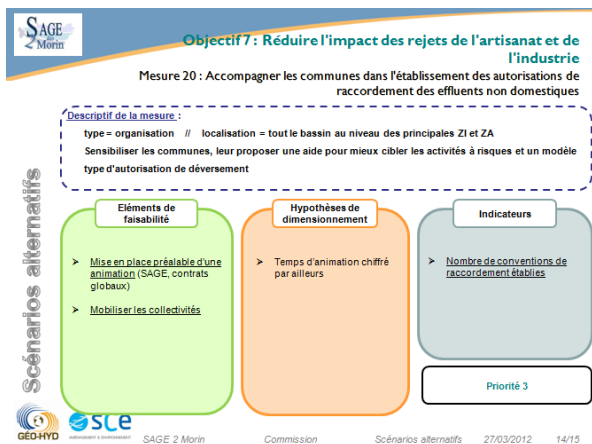 SAGE
des
2 Morin
Objectif 7 : Réduire l'impact des rejets de l'artisanat et de
l'industrie
Mesure 20 : Accompagner les communes dans l'établissement des autorisations de
raccordement des effluents non domestiques
Descriptif de la mesure :
type = organisation // localisation = tout le bassin au niveau des principales ZI et ZA
Sensibiliser les communes, leur proposer une aide pour mieux cibler les activités à risques et un modèle
type d'autorisation de déversement
Scénarios alternatifs
Eléments de
faisabilité
➢ Mise en place préalable d'une
animation (SAGE, contrats
globaux)
➢ Mobiliser les collectivités
Hypothèses de
dimensionnement
➢ Temps d'animation chiffré
par ailleurs
Indicateurs
➢ Nombre de conventions de
raccordement établies
Priorité 3
GÉO-HYD
sce
AMÉNAGEMENT & ENVIRONNEMENT
SAGE 2 Morin Commission Scénarios alternatifs 27/03/2012 14/15